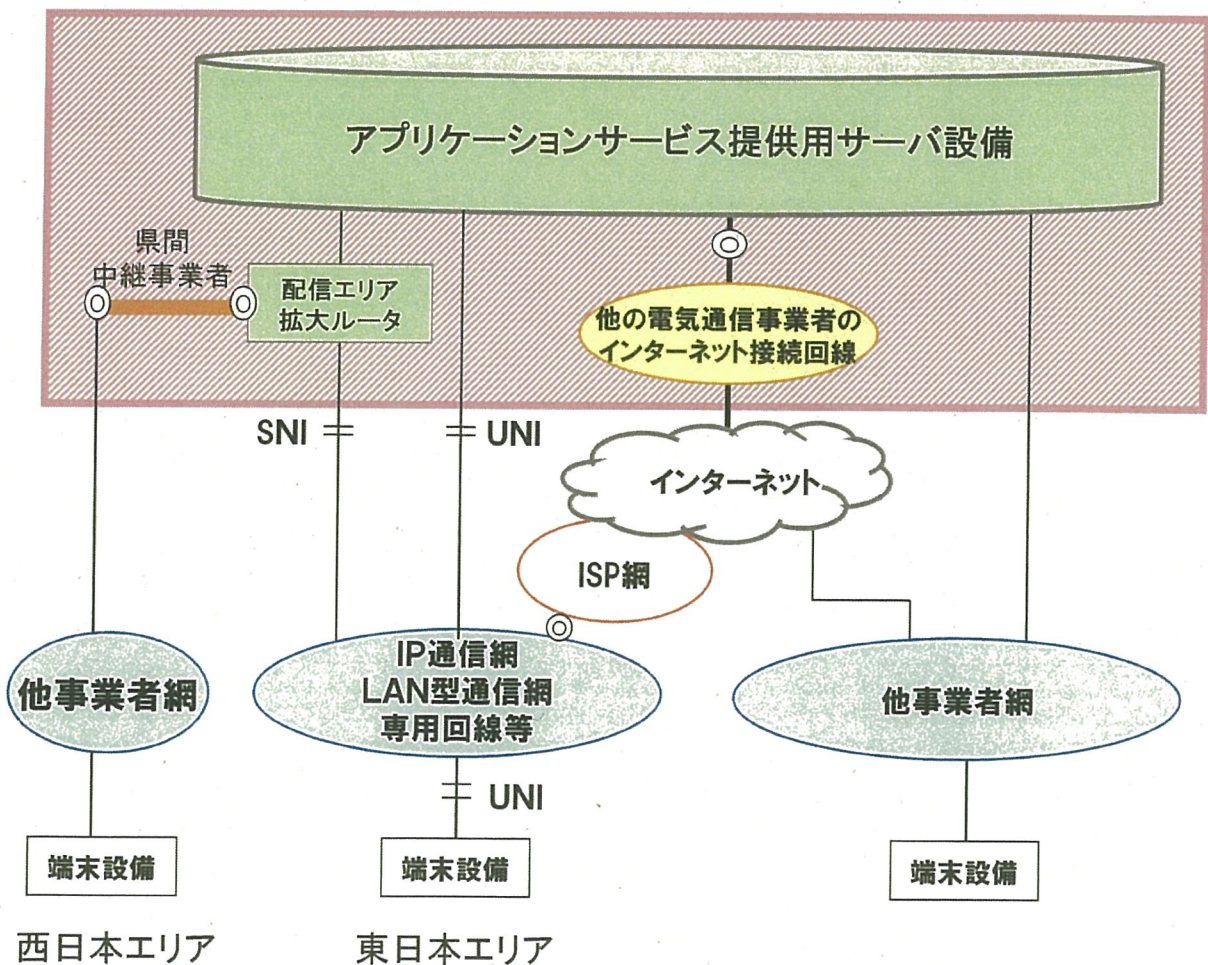 アプリケーションサービス提供用サーバ設備
県間
中継事業者
配信エリア
拡大ルータ
他の電気通信事業者の
インターネット接続回線
SNI
UNI
インターネット
ISP網
他事業者網
IP通信網
LAN型通信網
専用回線等
他事業者網
UNI
端末設備
端末設備
端末設備
西日本エリア
東日本エリア